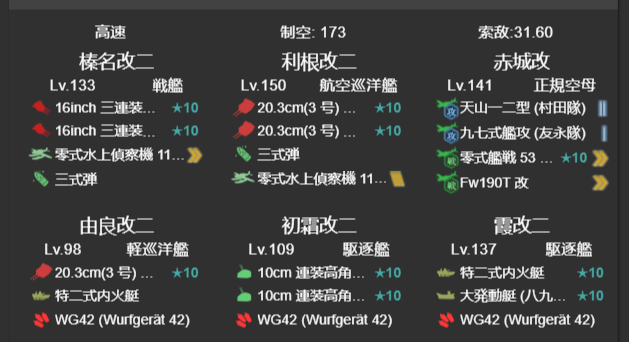 高速 制空: 173 索敌:31.60
榛名改二 利根改二 赤城改
Lv.133 戦艦 Lv.150 航空巡洋艦 Lv.141 正規空母
16inch 三連装... ★10 20.3cm(3 号) ... ★10 天山一二型 (村田隊)
16inch 三連装... ★10 20.3cm(3 号) ... ★10 九七式艦攻 (友永隊)
零式水上偵察機 11... 三式弾 零式艦戦 53 ... ★10
三式弾 零式水上偵察機 11... Fw190T 改
由良改二 初霜改二 霞改二
Lv.98 軽巡洋艦 Lv.109 駆逐艦 Lv.137 駆逐艦
20.3cm(3 号) ... ★10 10cm 連装高角... ★10 特二式内火艇 ★10
特二式内火艇 10cm 連装高角... ★10 大発動艇 (八九... ★10
WG42 (Wurfgerät 42) WG42 (Wurfgerät 42) WG42 (Wurfgerät 42)